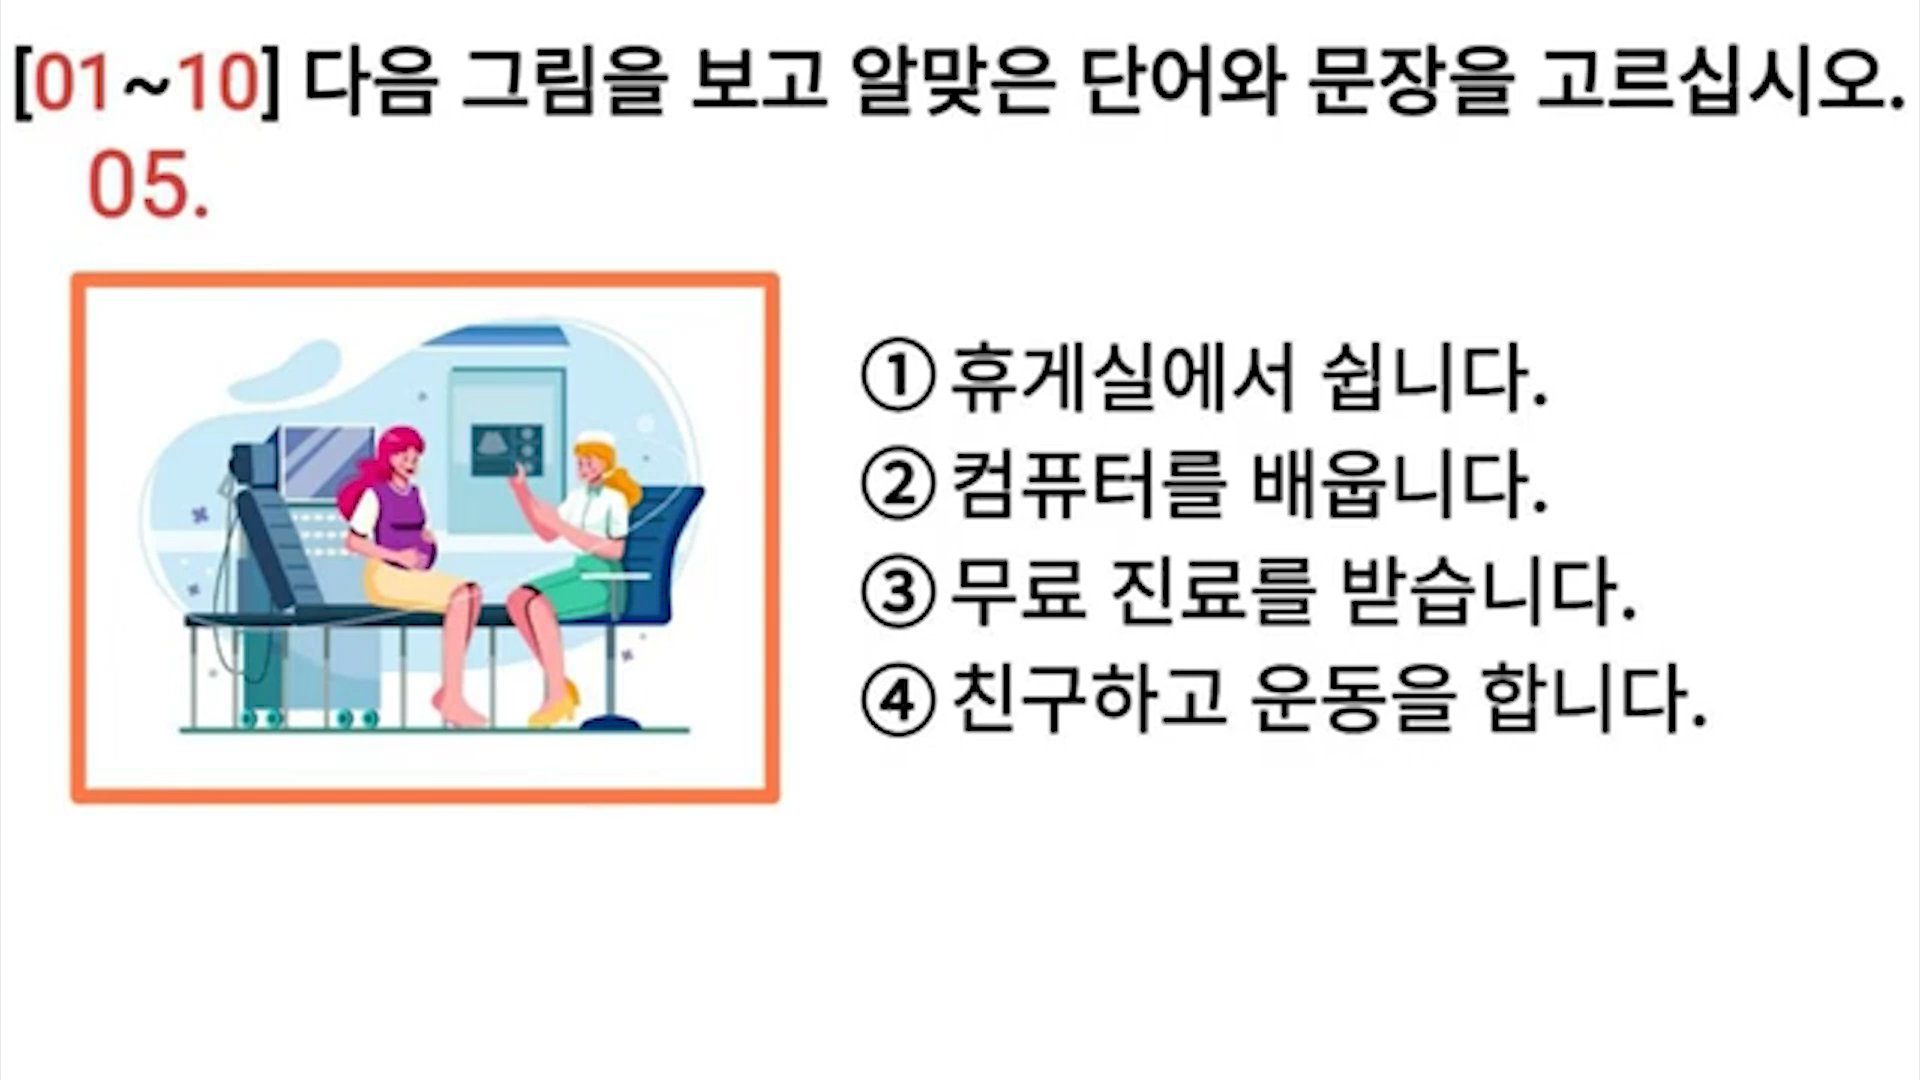 [01~10] 다음 그림을 보고 알맞은 단어와 문장을 고르십시오.
05.
① 휴게실에서 쉽니다.
② 컴퓨터를 배웁니다.
③ 무료 진료를 받습니다.
④ 친구하고 운동을 합니다.